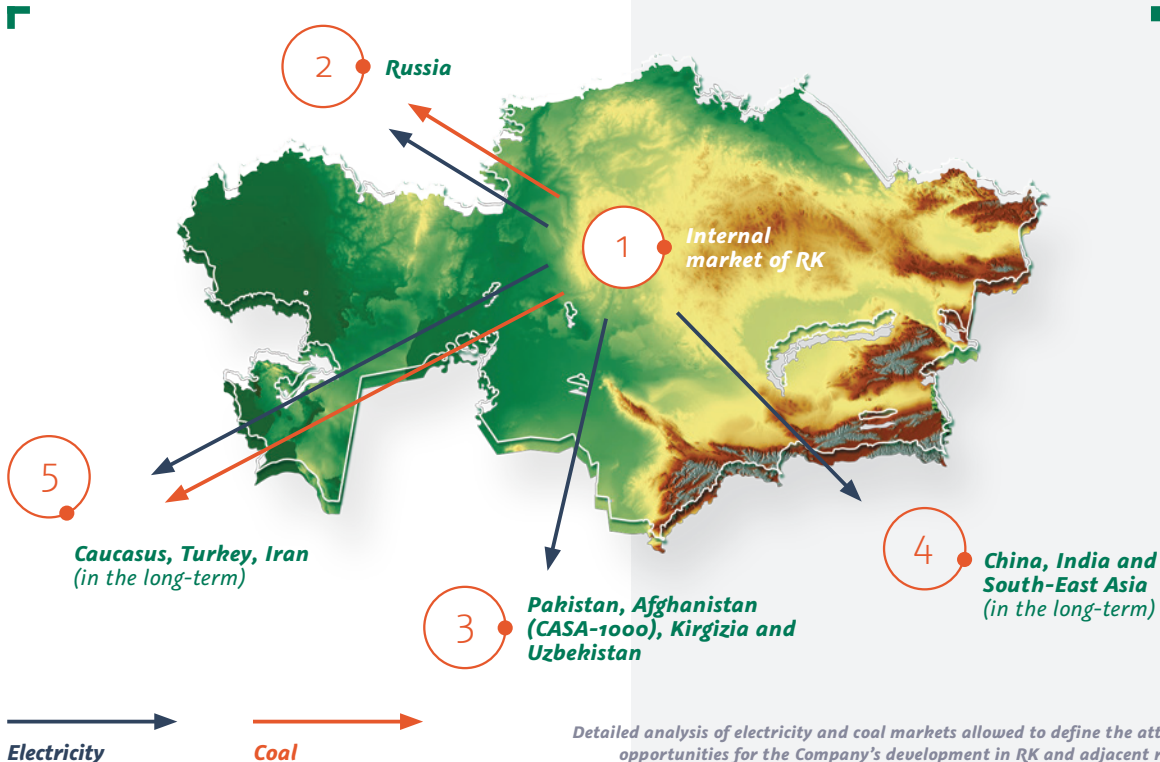 2
Russia
1
Internal
market of RK
5
Caucasus, Turkey, Iran
(in the long-term)
4
China, India and
South-East Asia
(in the long-term)
3
Pakistan, Afghanistan
(CASA-1000), Kirgizia and
Uzbekistan
Electricity
Coal
Detailed analysis of electricity and coal markets allowed to define the
opportunities for the Company's development in RK and adjacent